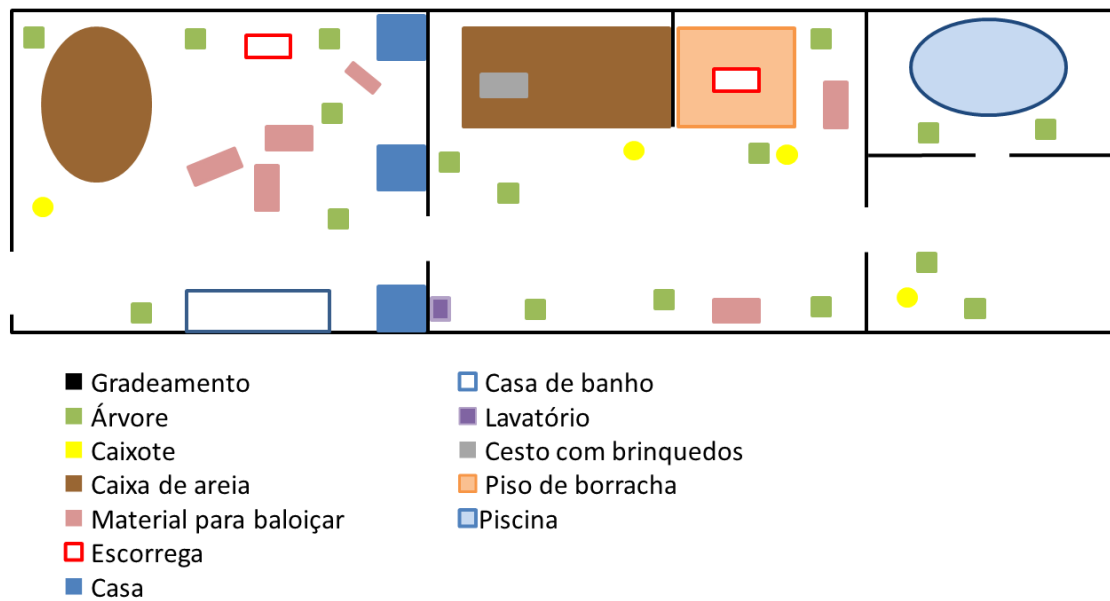 Gradeamento
Árvore
Caixote
Caixa de areia
Material para baloiçar
Escorrega
Casa
Casa de banho
Lavatório
Cesto com brinquedos
Piso de borracha
Piscina